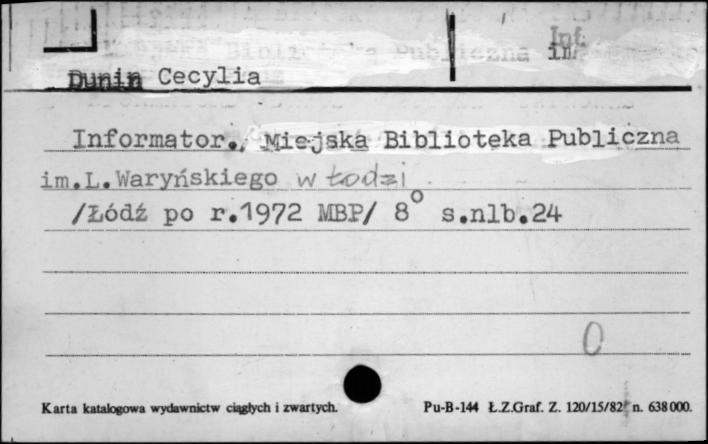 Inf.
Dunin Cecylia
Informator., Miejska Biblioteka Publiczna
im.L.Waryńskiego w Łodzi
/Łódź po r.1972 MBP/ 8° s.nlb.24
0
Karta katalogowa wydawnictw ciągłych i zwartych. Pu-B-144 Ł.Z.Graf. Z. 120/15/82 n. 638000.